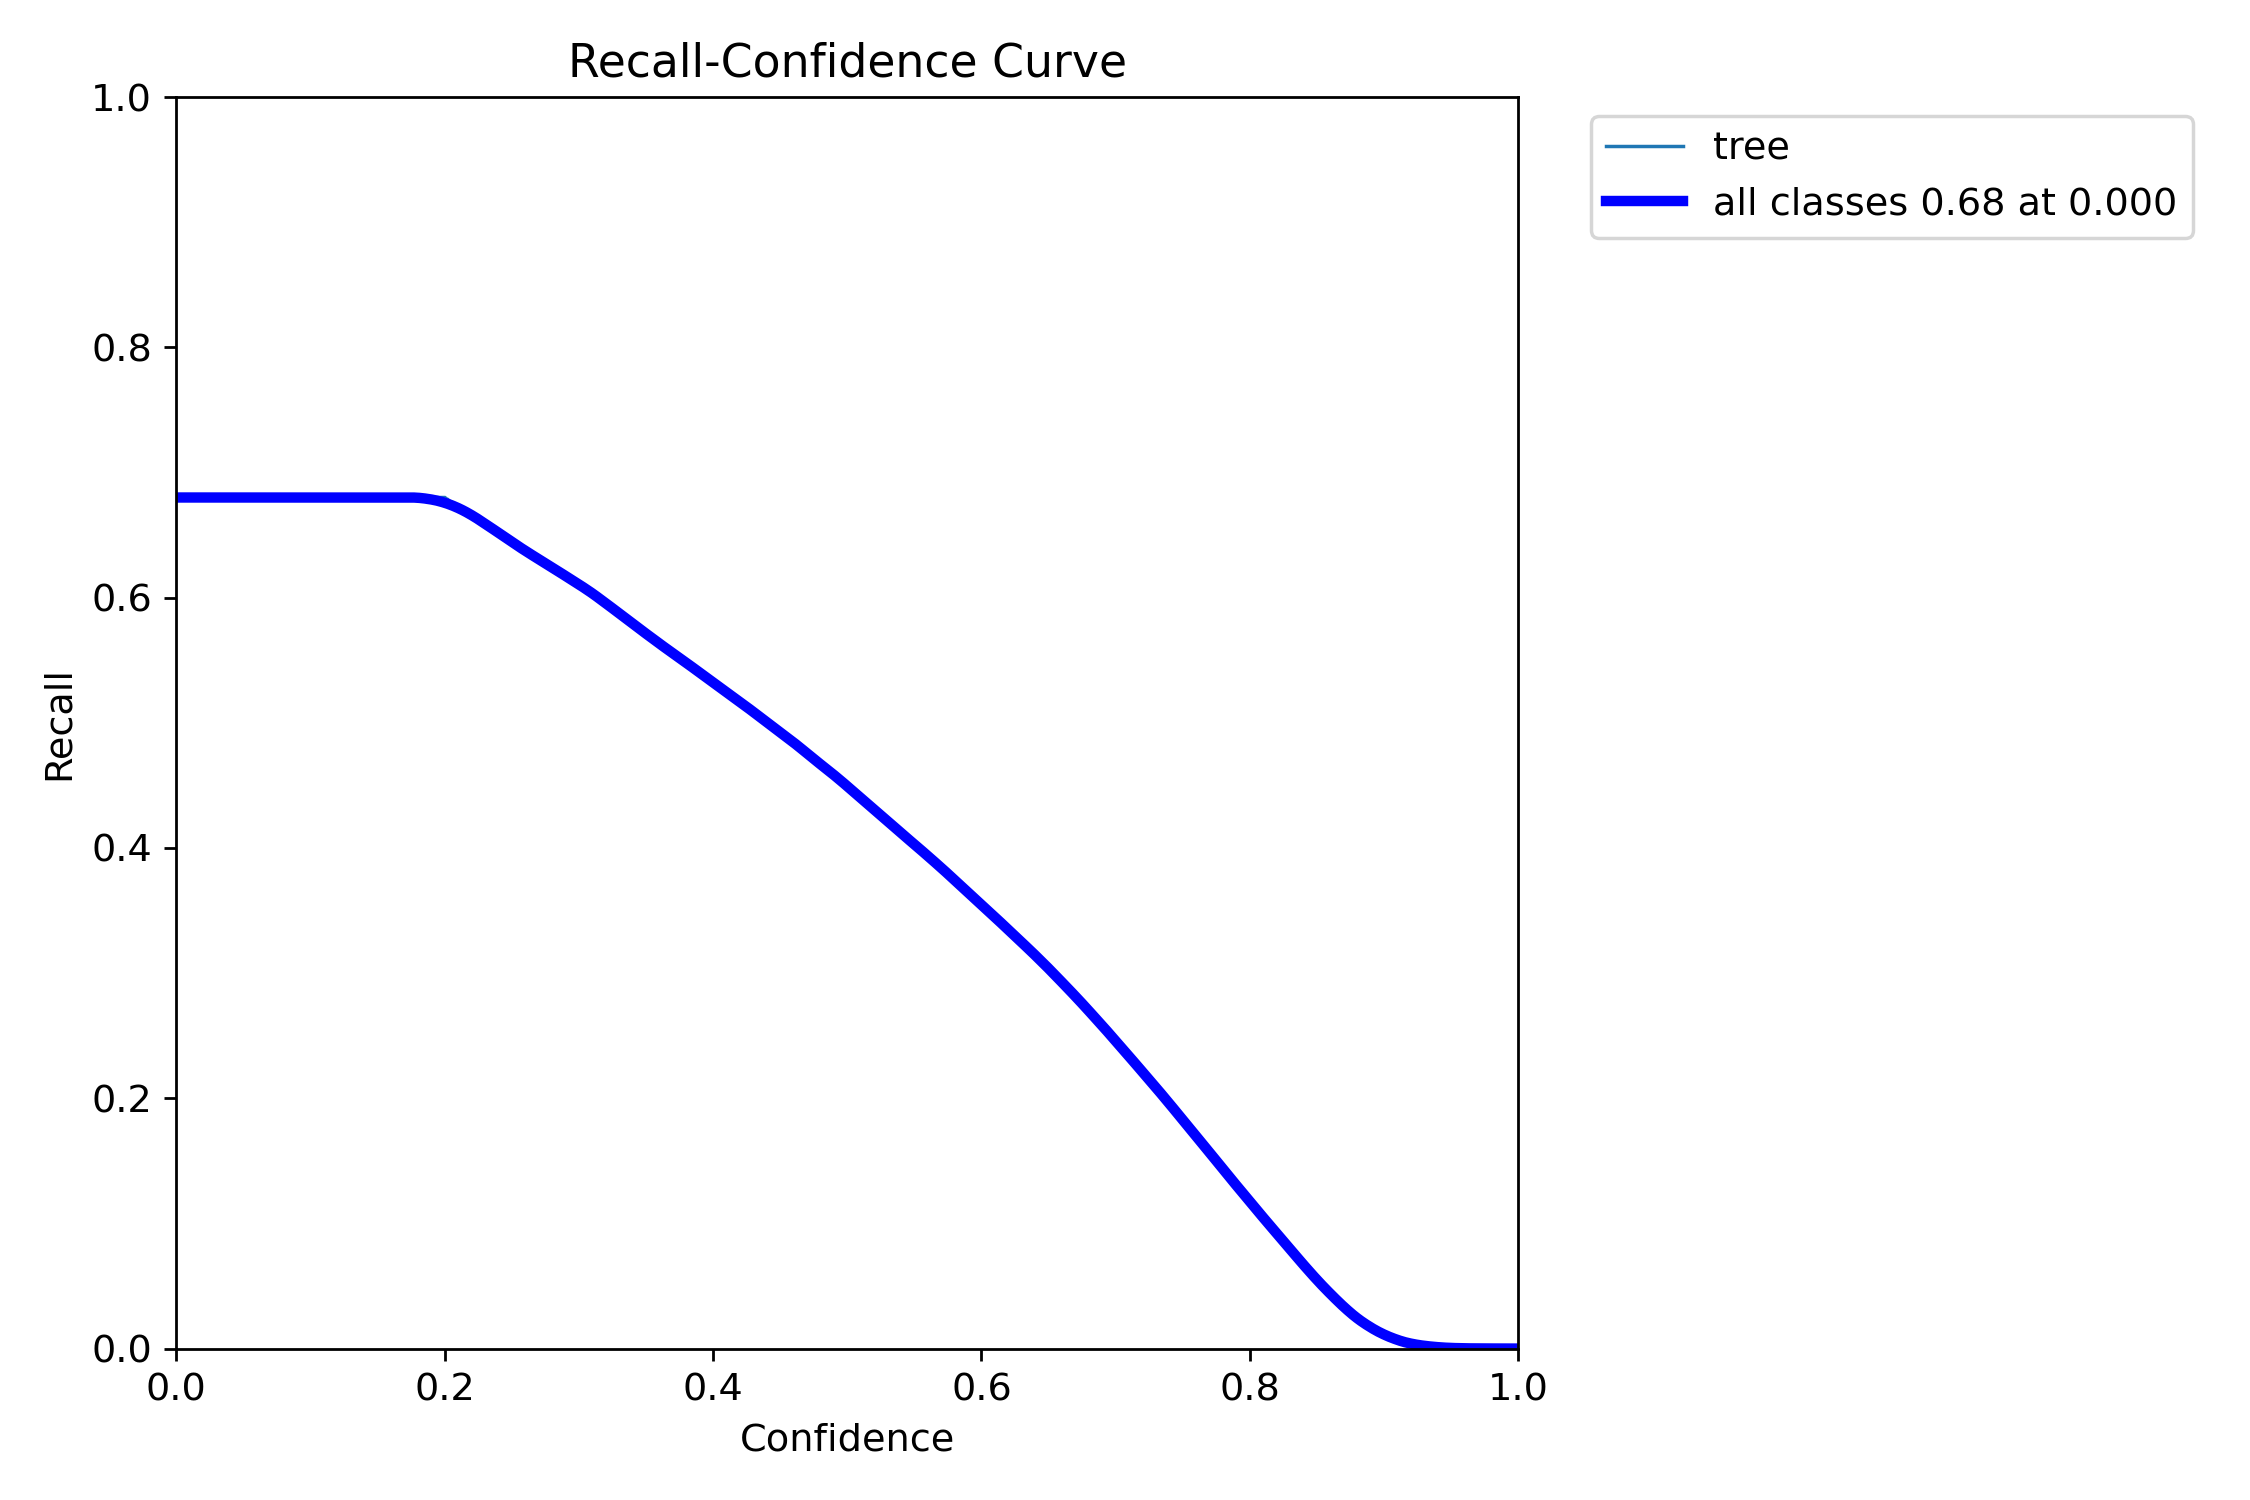 Recall-Confidence Curve
1.0
0.8
0.6
0.4
0.2
0.0
Recall
0.0 0.2 0.4 0.6 0.8 1.0
Confidence
tree
all classes 0.68 at 0.000